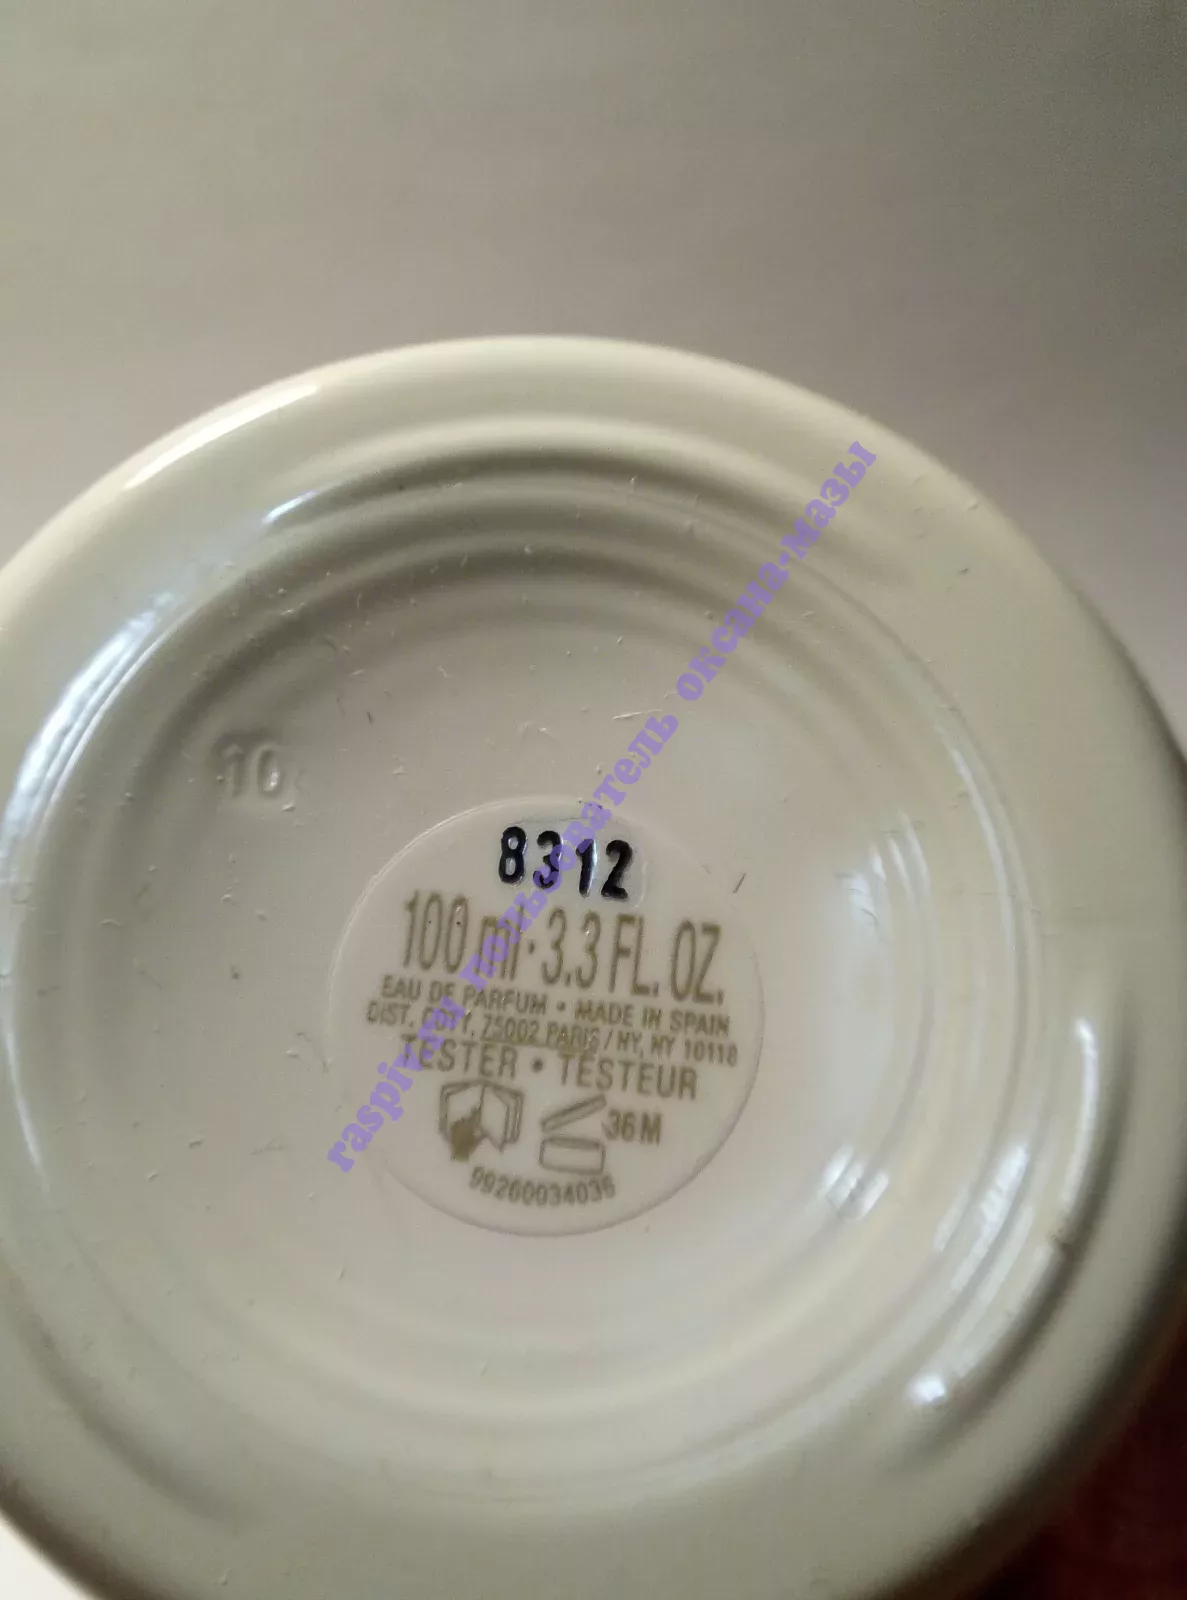 10
8312
100 ml · 3.3 FL. OZ.
EAU DE PARFUM • MADE IN SPAIN
DIST. COTY, 75002 PARIS / NY, NY 10118
TESTER • TESTEUR
36M
99260034036
raspivru пользователь оксана-мазы